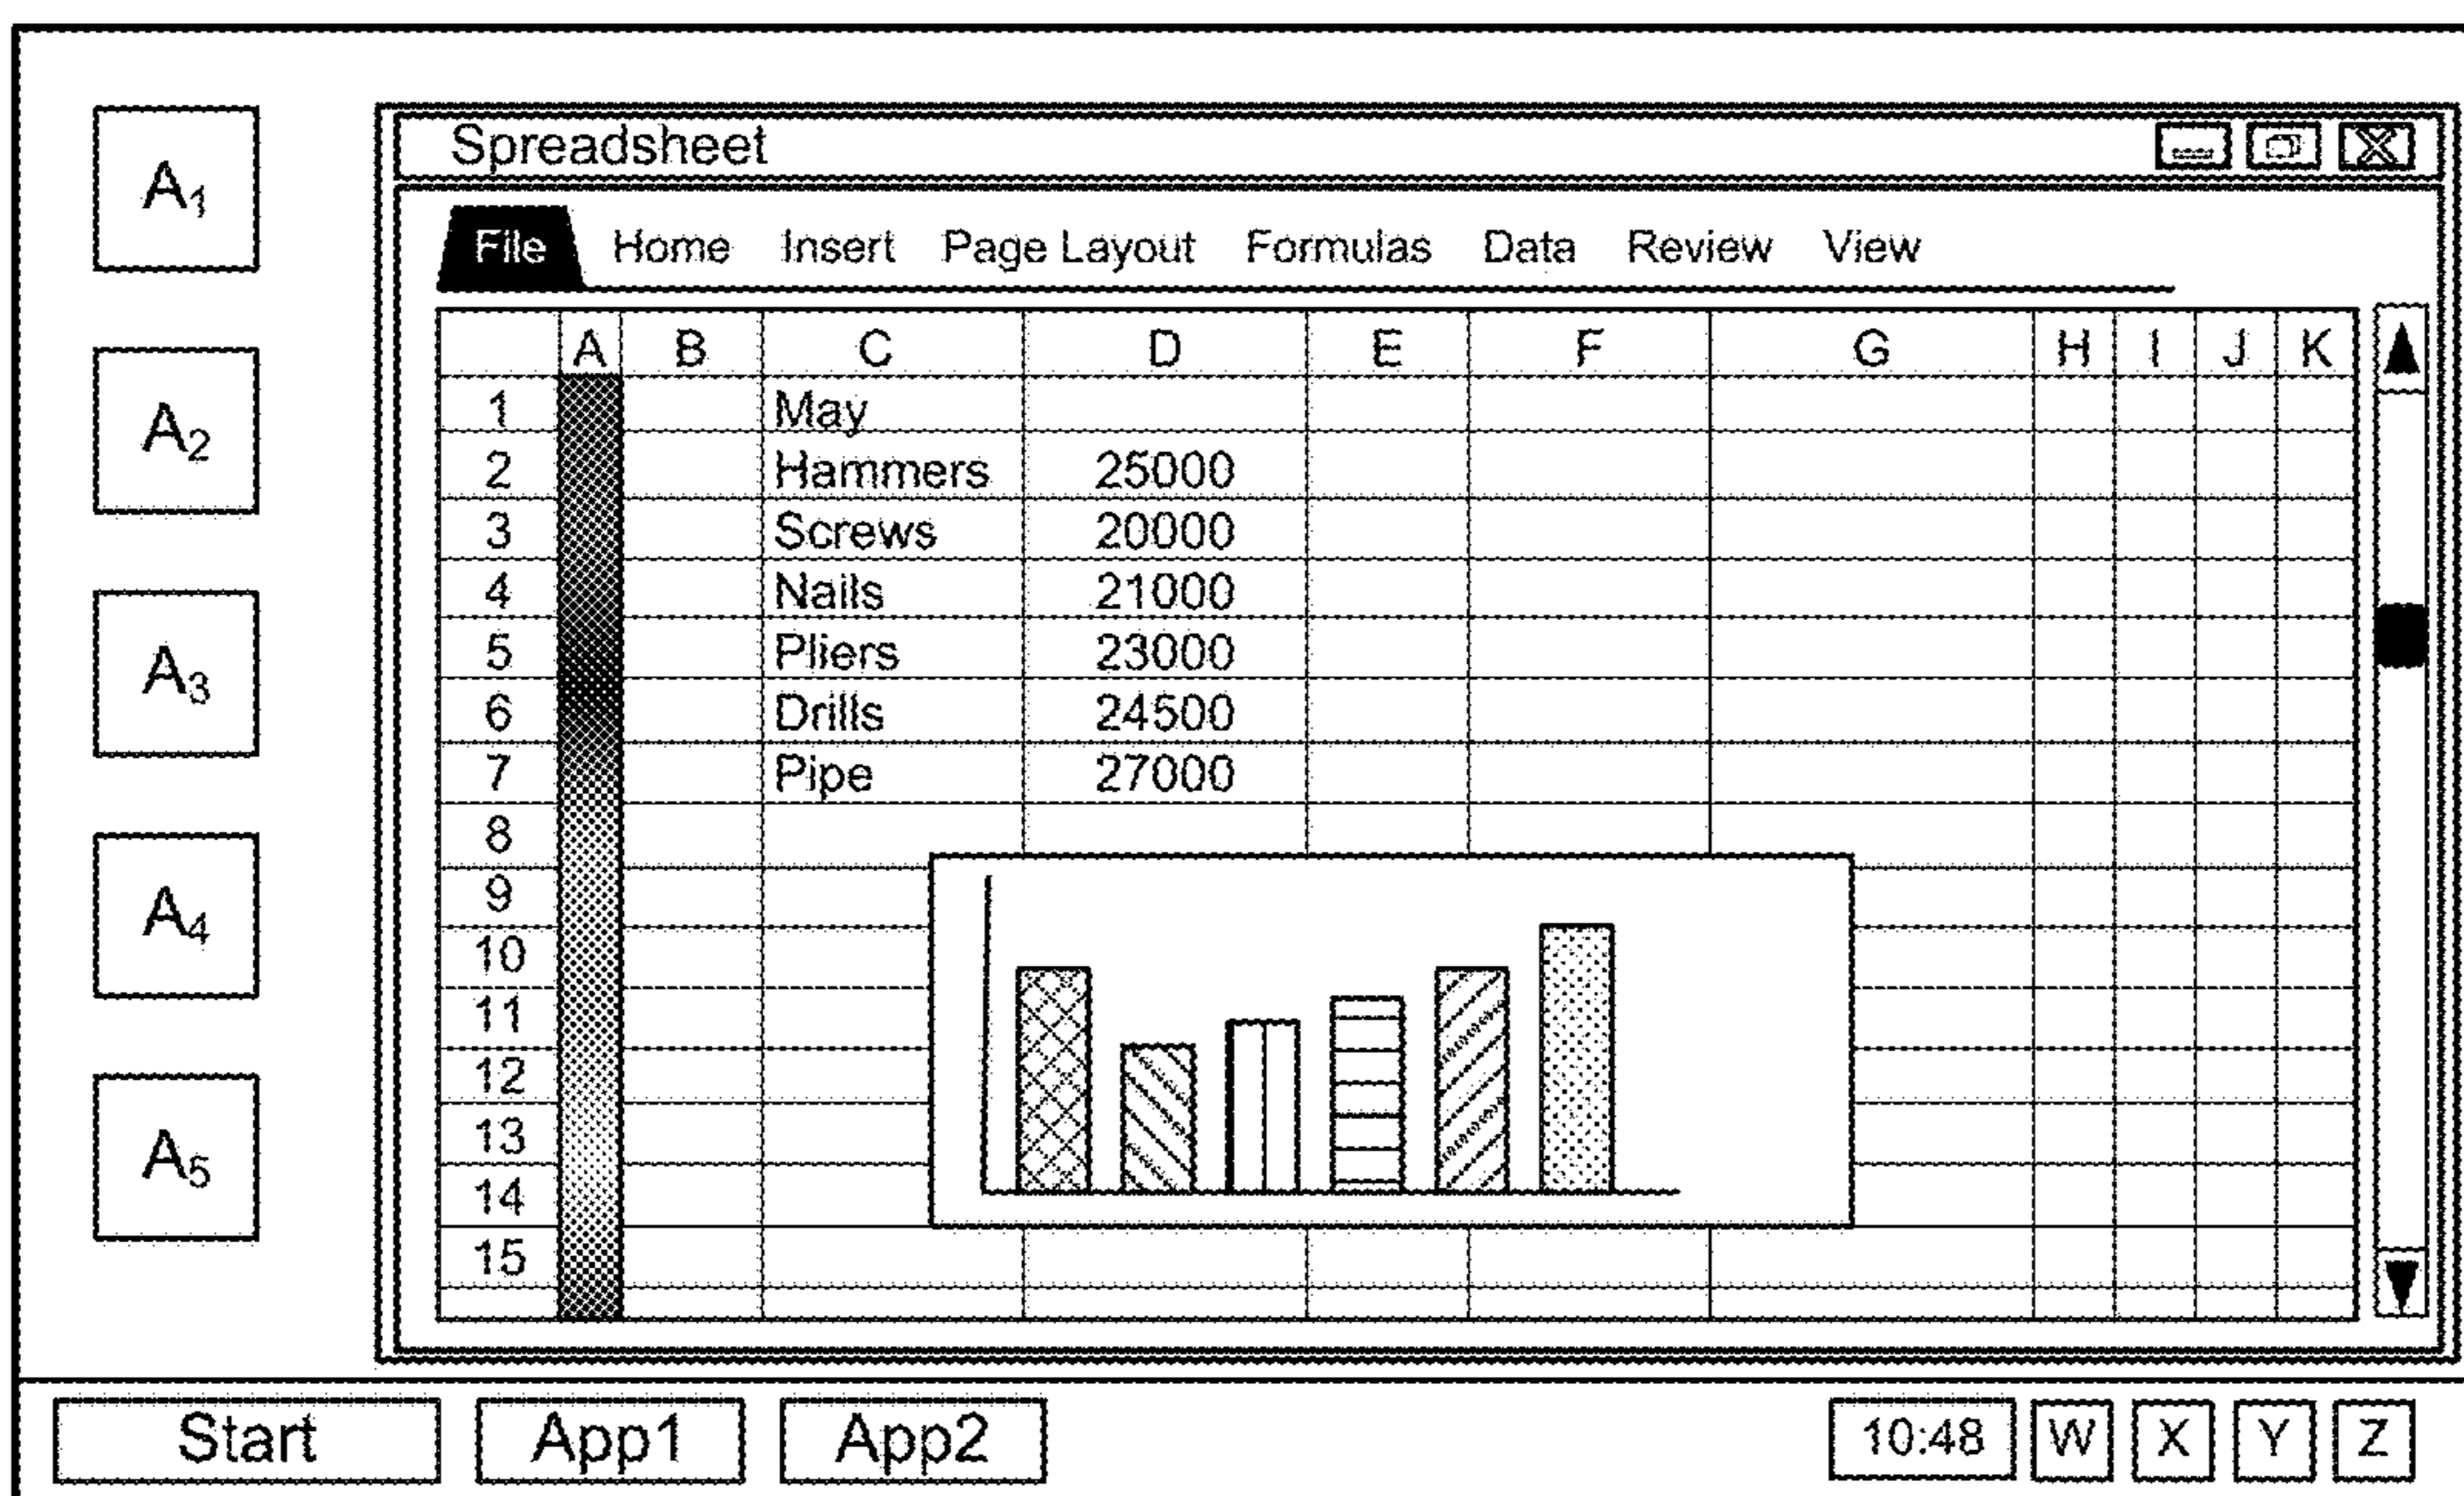 A1
A2
A3
A4
A5
Spreadsheet
File Home Insert Page Layout Formulas Data Review View
A B C D E F G H I J K
1 May
2 Hammers 25000
3 Screws 20000
4 Nails 21000
5 Pliers 23000
6 Drills 24500
7 Pipe 27000
8
9
10
11
12
13
14
15
Start App1 App2 10:48 W X Y Z